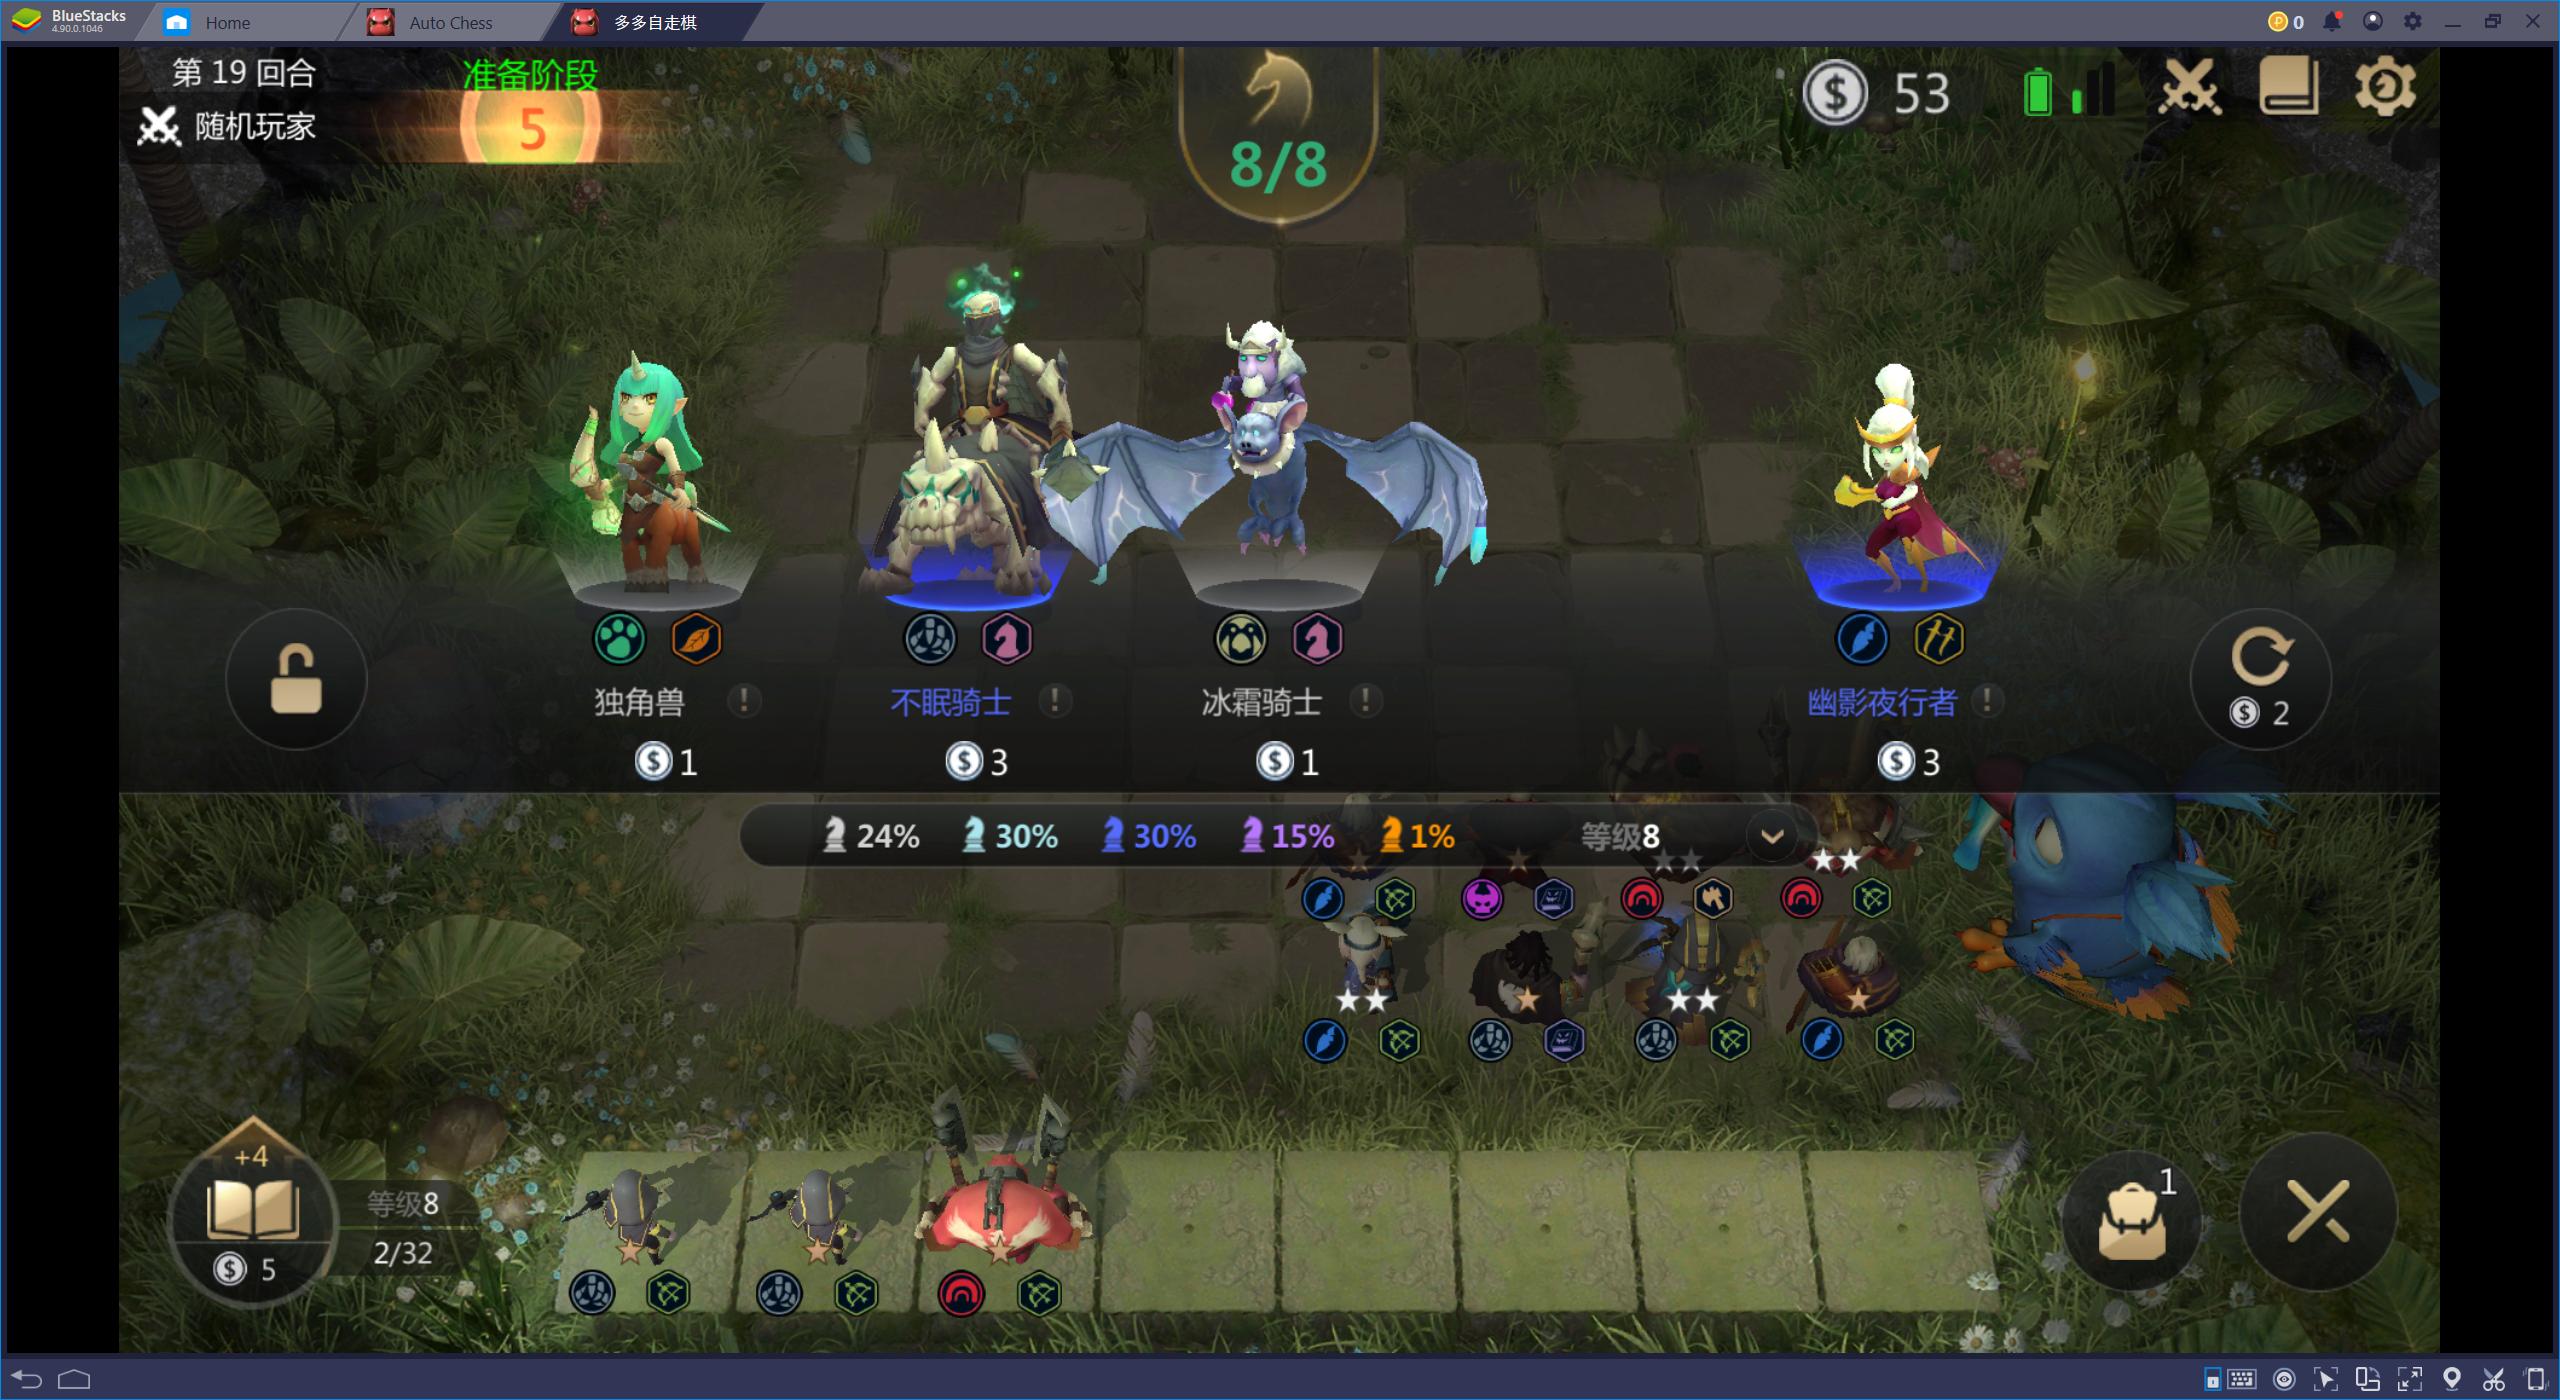 BlueStacks
4.90.0.1046
Home
Auto Chess
多多自走棋
0
第 19 回合
准备阶段
随机玩家
5
8/8
53
独角兽
不眠骑士
冰霜骑士
幽影夜行者
1
3
1
3
2
24% 30% 30% 15% 1% 等级8
+4
等级8
5
2/32
1